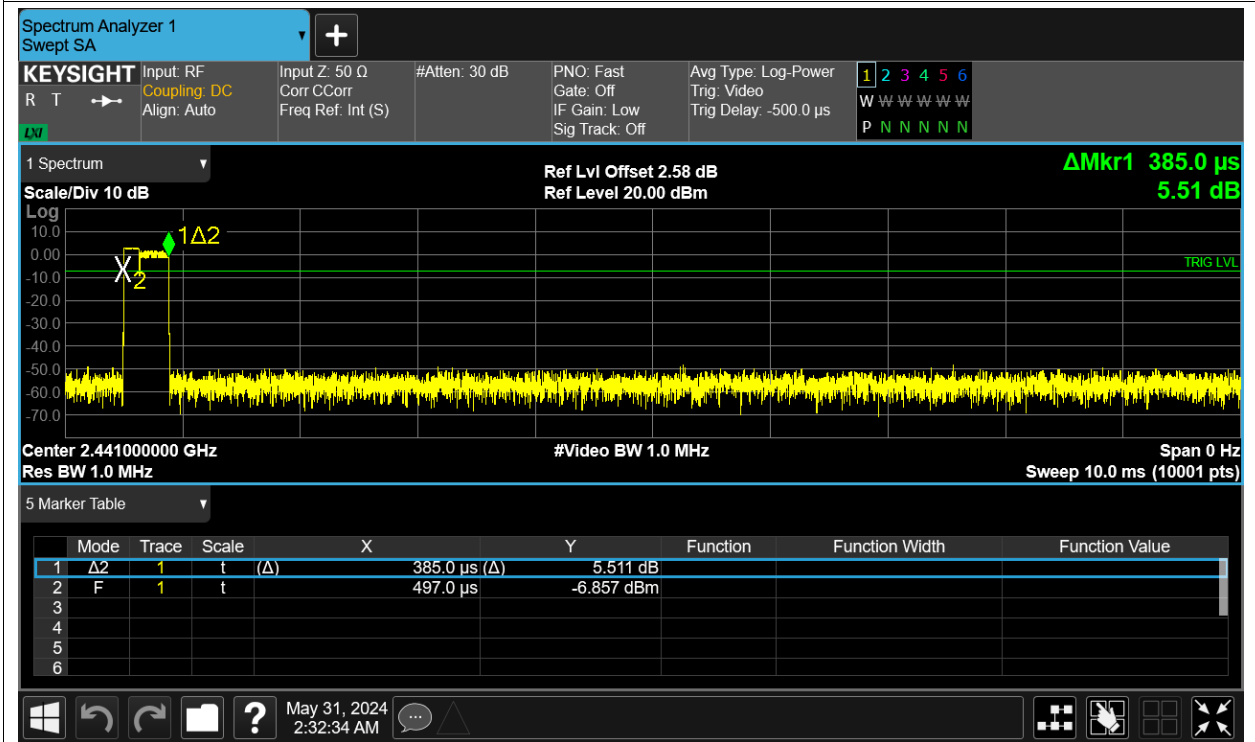 Spectrum Analyzer 1
Swept SA
+
KEYSIGHT
R T
LXI
Input: RF
Coupling: DC
Align: Auto
Input Z: 50 Ω
Corr CCorr
Freq Ref: Int (S)
#Atten: 30 dB
PNO: Fast
Gate: Off
IF Gain: Low
Sig Track: Off
Avg Type: Log-Power
Trig: Video
Trig Delay: -500.0 µs
1 2 3 4 5 6
W W W W W W
P N N N N N
1 Spectrum
Scale/Div 10 dB
Ref Lvl Offset 2.58 dB
Ref Level 20.00 dBm
ΔMkr1 385.0 µs
5.51 dB
Log
10.0
0.00
-10.0
-20.0
-30.0
-40.0
-50.0
-60.0
-70.0
1Δ2
X
2
TRIG LVL
Center 2.441000000 GHz
Res BW 1.0 MHz
#Video BW 1.0 MHz
Span 0 Hz
Sweep 10.0 ms (10001 pts)
5 Marker Table
Mode Trace Scale X Y Function Function Width Function Value
1 Δ2 1 t (Δ) 385.0 µs (Δ) 5.511 dB
2 F 1 t 497.0 µs -6.857 dBm
3
4
5
6
?
May 31, 2024
2:32:34 AM